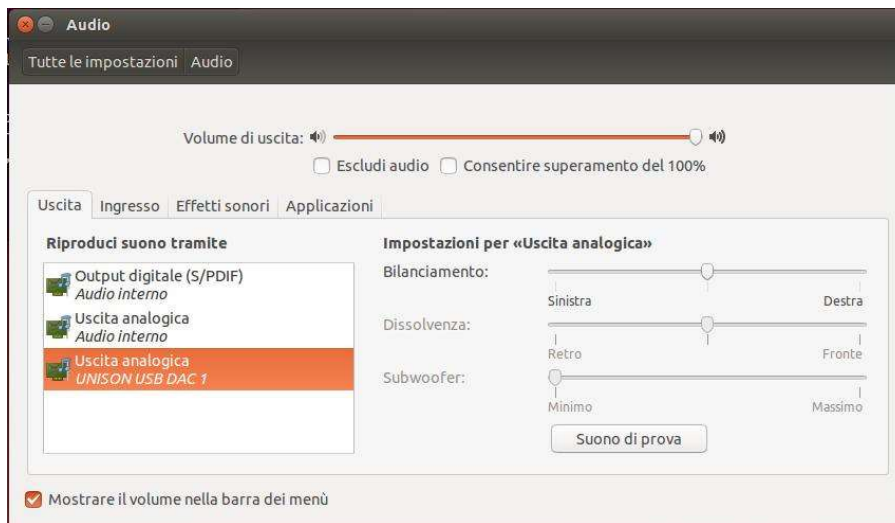 Audio
Tutte le impostazioni Audio
Volume di uscita:
Escludi audio Consentire superamento del 100%
Uscita Ingresso Effetti sonori Applicazioni
Riproduci suono tramite
Output digitale (S/PDIF)
Audio interno
Uscita analogica
Audio interno
Uscita analogica
UNISON USB DAC 1
Impostazioni per «Uscita analogica»
Bilanciamento:
Sinistra Destra
Dissolvenza:
Retro Fronte
Subwoofer:
Minimo Massimo
Suono di prova
Mostrare il volume nella barra dei menù